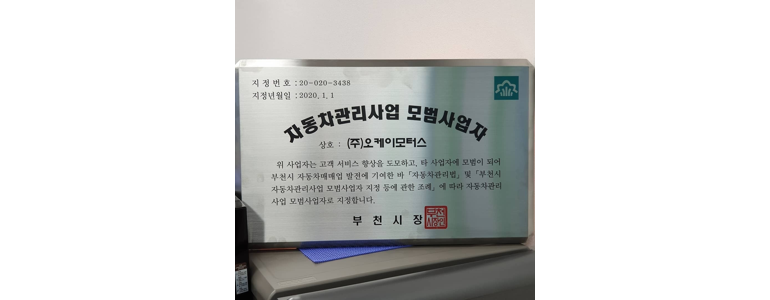 지 정 번 호 : 20-020-3438
지정년월일 : 2020. 1. 1
자동차관리사업 모범사업자
상호 : (주)오케이모터스
위 사업자는 고객 서비스 향상을 도모하고, 타 사업자에 모범이 되어
부천시 자동차매매업 발전에 기여한 바 「자동차관리법」 및 「부천시
자동차관리사업 모범사업자 지정 등에 관한 조례」에 따라 자동차관리
사업 모범사업자로 지정합니다.
부 천 시 장